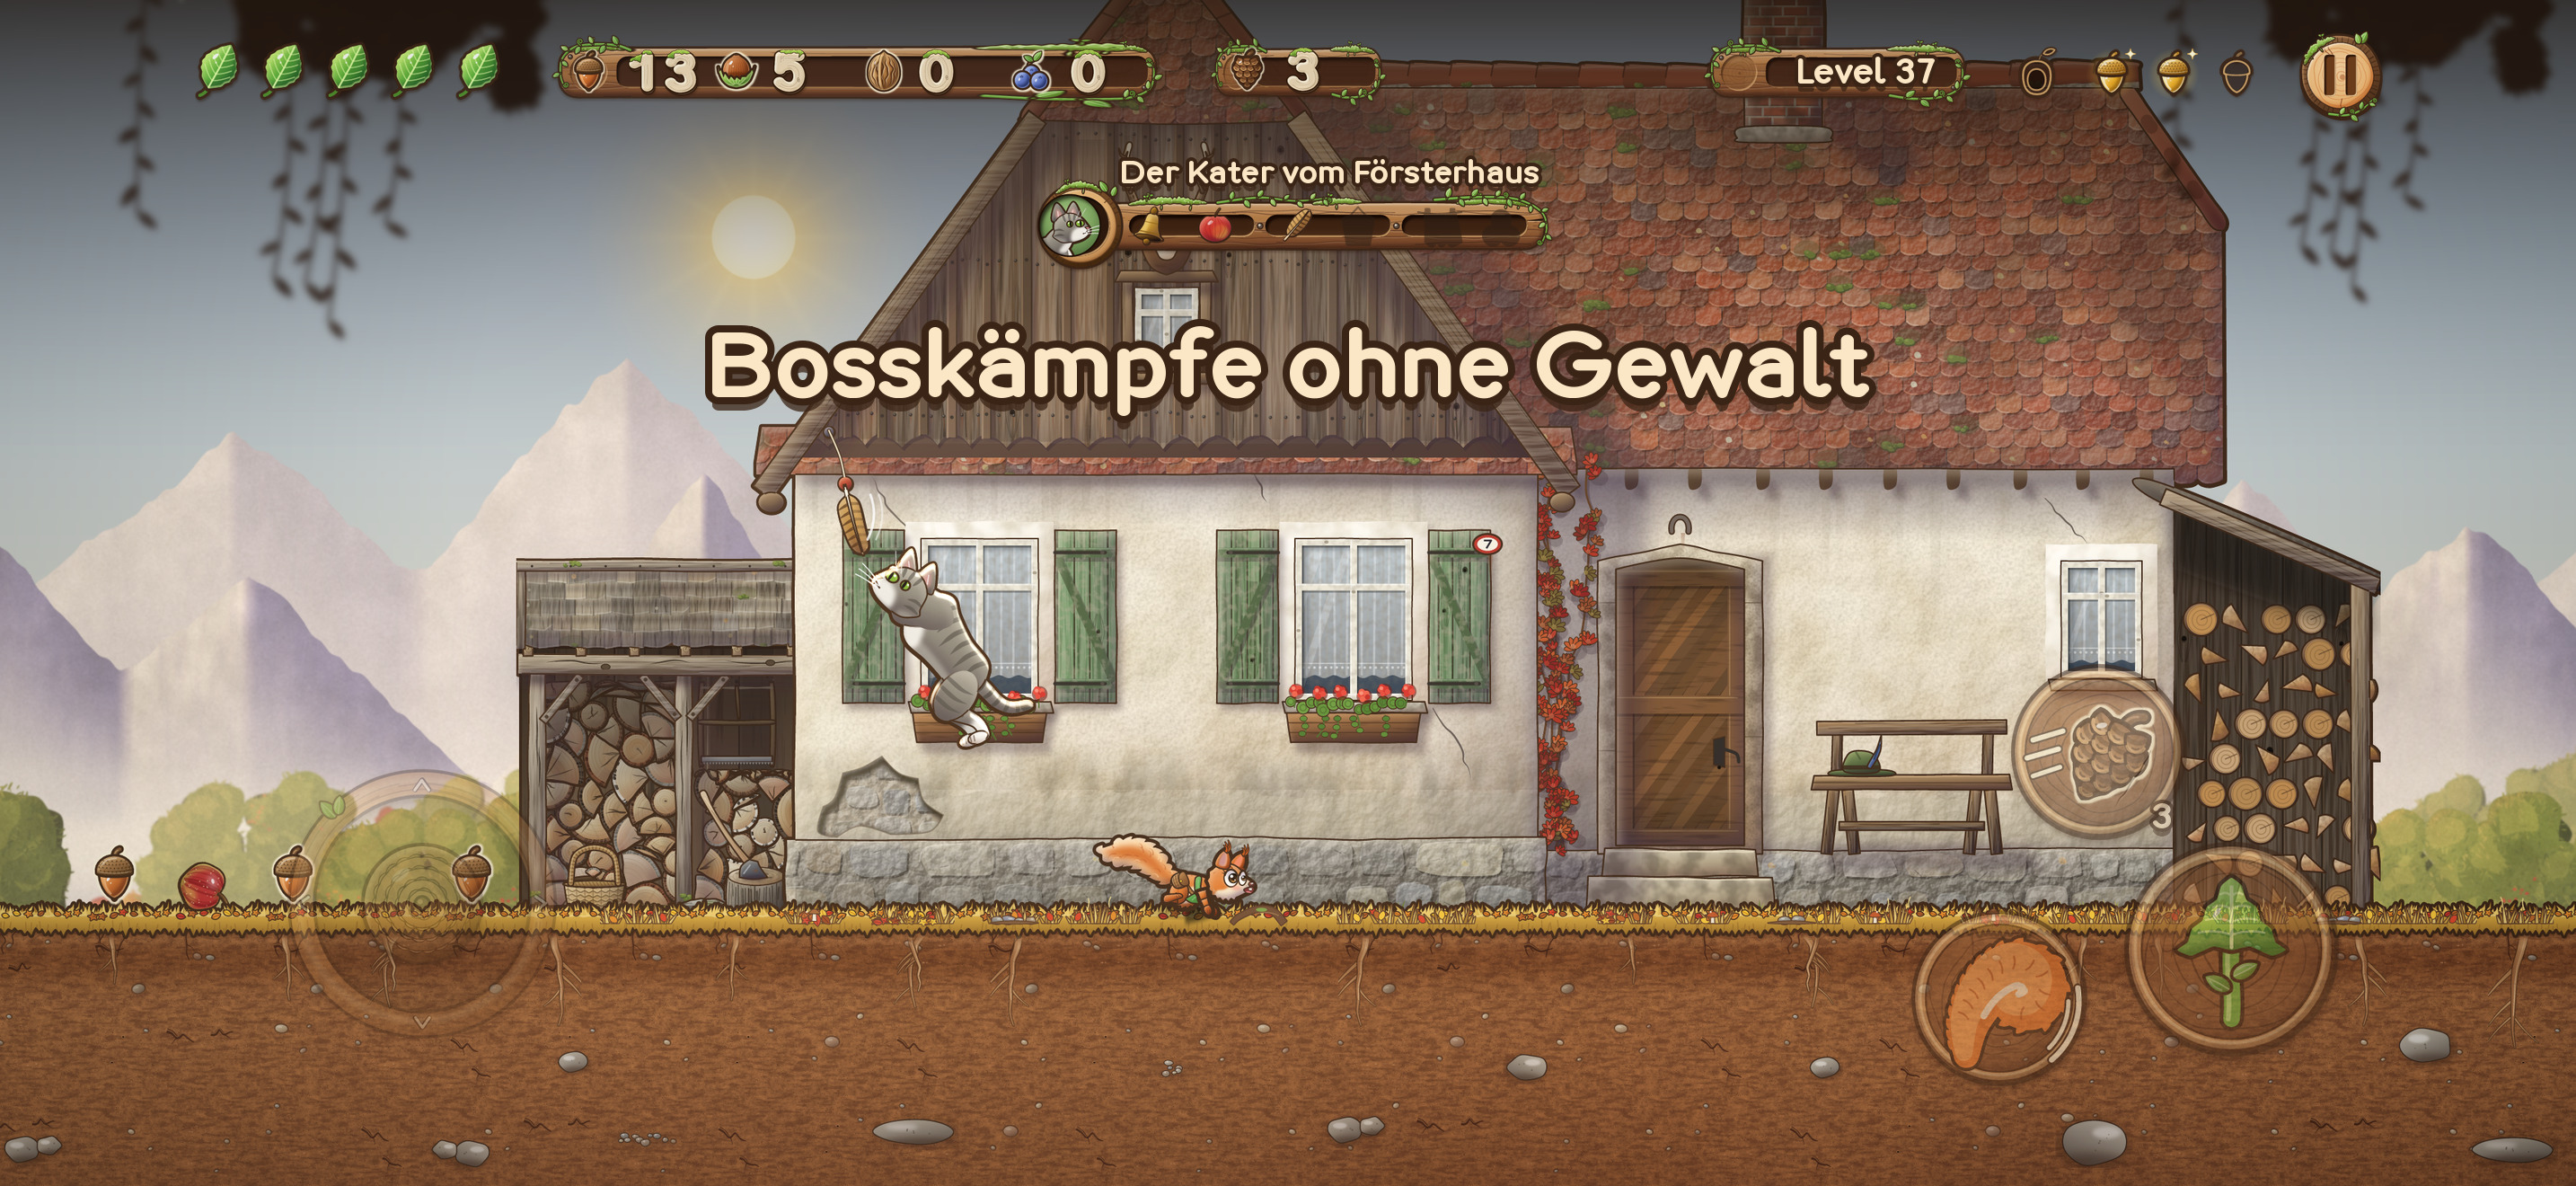 13 5 0 0 3 Level 37
Der Kater vom Försterhaus
Bosskämpfe ohne Gewalt
7
3